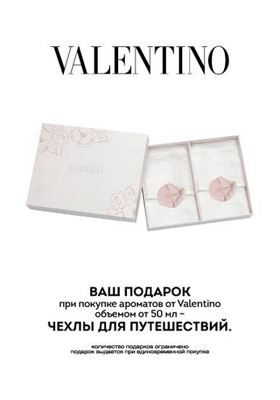 VALENTINO
VALENTINO
ВАШ ПОДАРОК
при покупке ароматов от Valentino
объемом от 50 мл –
ЧЕХЛЫ ДЛЯ ПУТЕШЕСТВИЙ.
количество подарков ограничено
подарок выдается при единовременной покупке